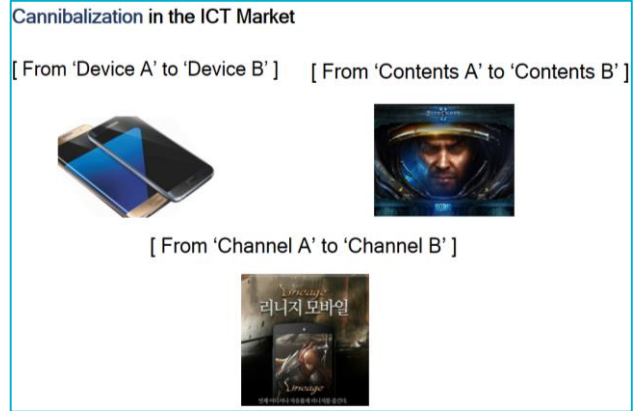 Cannibalization in the ICT Market
[ From 'Device A' to 'Device B' ]
[ From 'Contents A' to 'Contents B' ]
[ From 'Channel A' to 'Channel B' ]
Lineage
리니지 모바일
Lineage